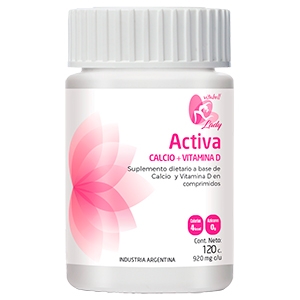 Lady
Activa
CALCIO + VITAMINA D
Suplemento dietario a base de
Calcio y Vitamina D en
comprimidos
Cont. Neto:
120 c.
920 mg c/u
INDUSTRIA ARGENTINA